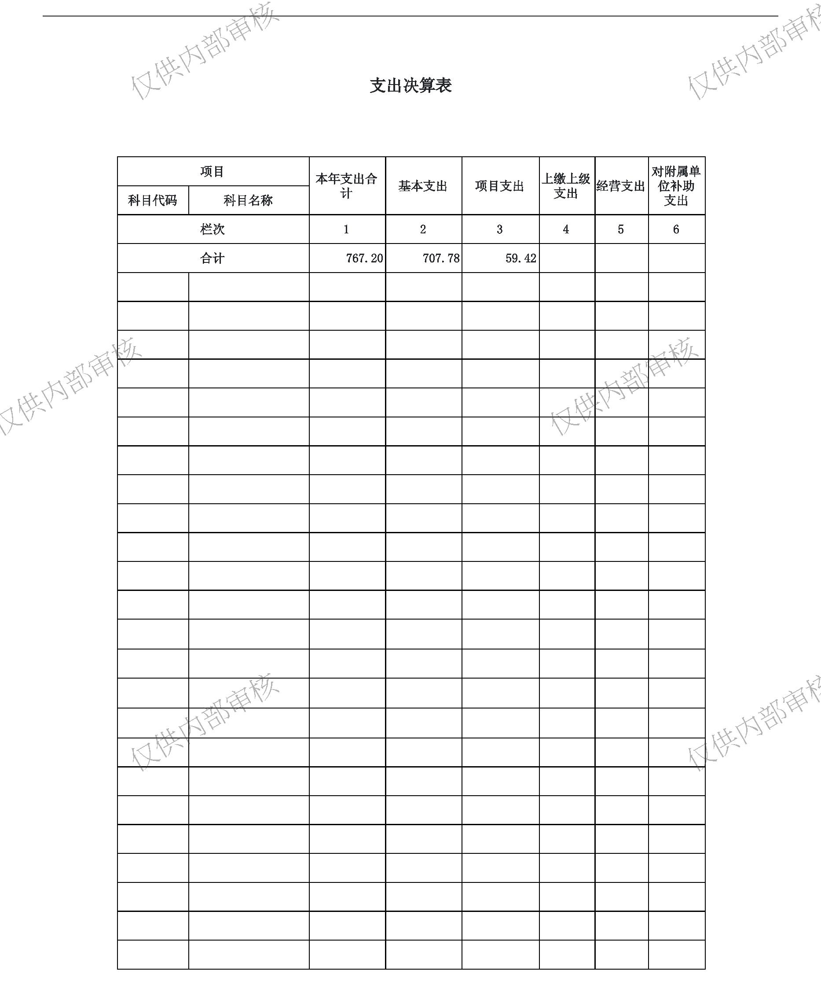 仅供内部审核
仅供内部审核
支出决算表
项目
本年支出合
计
基本支出
项目支出
上缴上级
支出
经营支出
对附属单
位补助
支出
科目代码
科目名称
栏次
1
2
3
4
5
6
合计
767.20
707.78
59.42
仅供内部审核
仅供内部审核
仅供内部审核
仅供内部审核